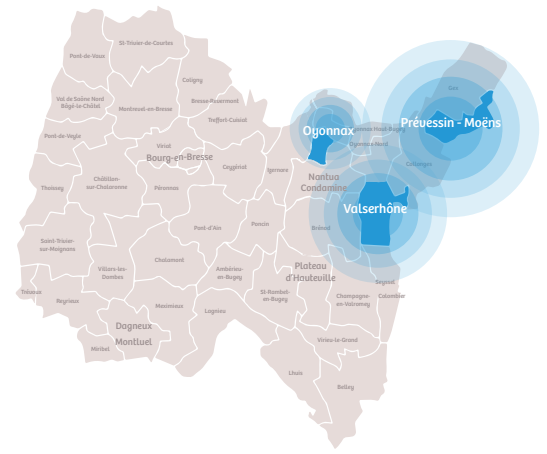 St-Trivier-de-Courtes
Pont-de-Vaux
Coligny
Val de Saône Nord
Bâgé-le-Châtel
Montrevel-en-Bresse
Bresse-Revermont
Treffort-Cuisiat
Gex
Prévessin - Moëns
Oyonnax
Oyonnax-Nord
Pont-de-Veyle
Viriat
Bourg-en-Bresse
Ceyzériat
Izernore
Collonges
Nantua
Condamine
Thoissey
Châtillon-
sur-Chalaronne
Péronnas
Valserhône
Pont-d'Ain
Poncin
Brénod
Saint-Trivier-
sur-Moignans
Chalamont
Villars-les-
Dombes
Ambérieu-
en-Bugey
Plateau
d'Hauteville
Seyssel
Trévoux
Reyrieux
Meximieux
Lagnieu
St-Rambert-
en-Bugey
Champagne-
en-Valromey
Culoz
Dagneux
Montluel
Miribel
Virieu-le-Grand
Lhuis
Belley